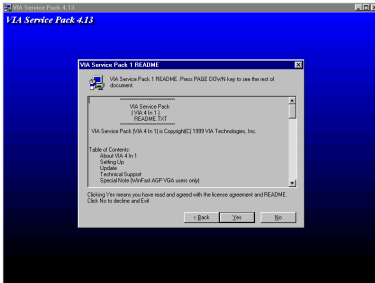 VIA Service Pack 4.13
VIA Service Pack 4.13
VIA Service Pack 1 README
VIA Service Pack 1 README. Press PAGE DOWN key to see the rest of
document.
==============================
VIA Service Pack
( VIA 4 in 1 )
README.TXT
==============================
VIA Service Pack (VIA 4 in 1) is Copyright(C) 1999 VIA Technologies, Inc.
Table of Contents:
About VIA 4 in 1
Setting Up
Update
Technical Support
Special Note (WinFast AGP VGA users only)
Clicking Yes means you have read and agreed with the license agreement and README.
Click No to decline and Exit
< Back
Yes
No